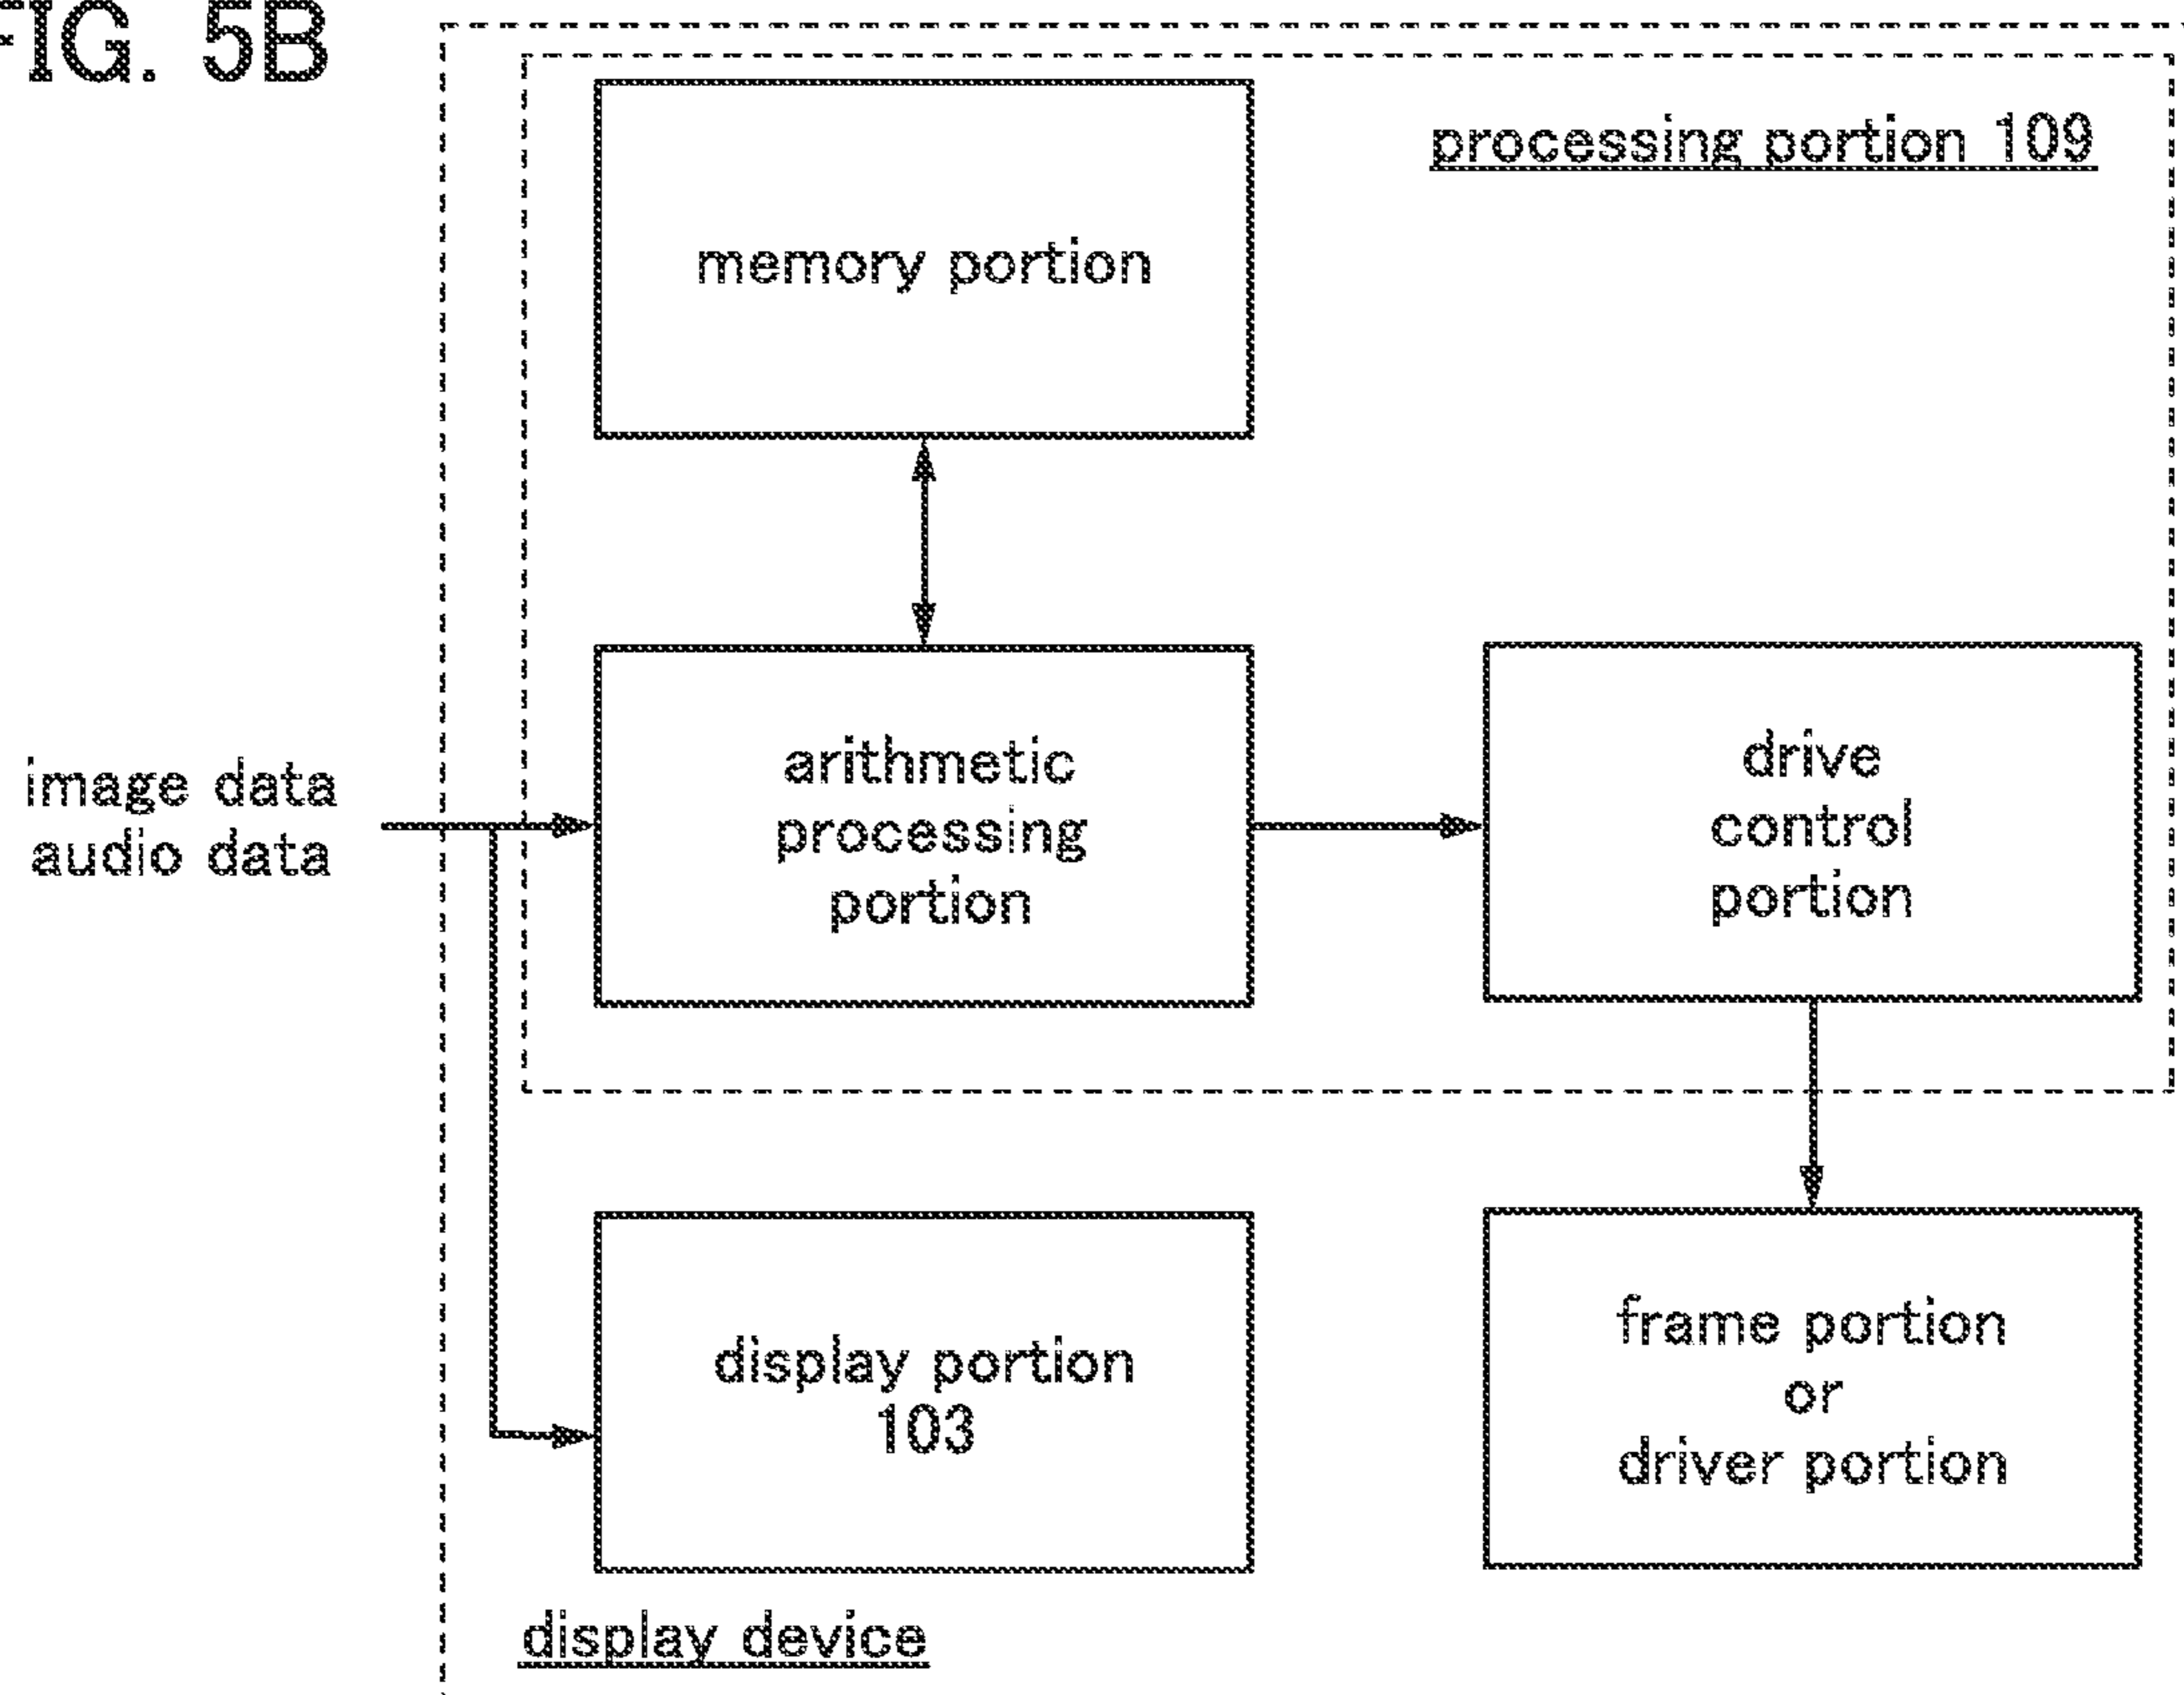 FIG. 5B
processing portion 109
memory portion
image data
audio data
arithmetic
processing
portion
drive
control
portion
display portion
103
frame portion
or
driver portion
display device